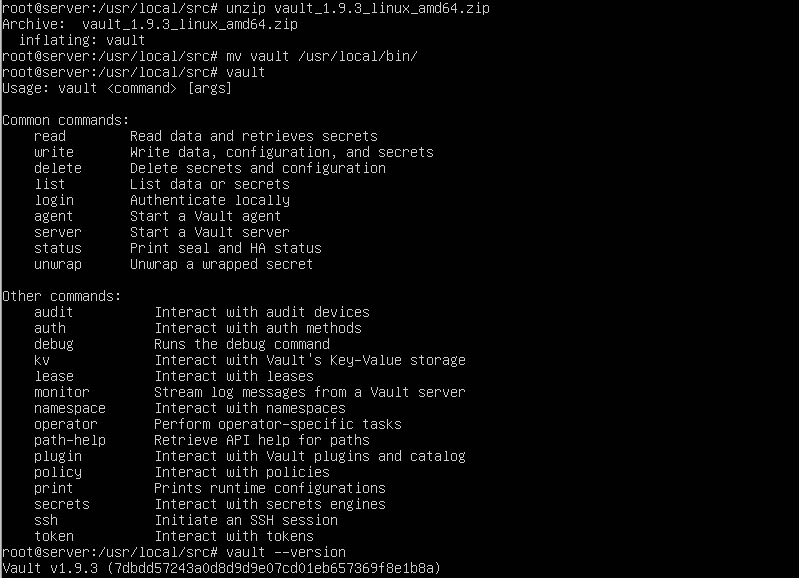 root@server:/usr/local/src# unzip vault_1.9.3_linux_amd64.zip
Archive:  vault_1.9.3_linux_amd64.zip
  inflating: vault
root@server:/usr/local/src# mv vault /usr/local/bin/
root@server:/usr/local/src# vault
Usage: vault <command> [args]

Common commands:
    read        Read data and retrieves secrets
    write       Write data, configuration, and secrets
    delete      Delete secrets and configuration
    list        List data or secrets
    login       Authenticate locally
    agent       Start a Vault agent
    server      Start a Vault server
    status      Print seal and HA status
    unwrap      Unwrap a wrapped secret

Other commands:
    audit          Interact with audit devices
    auth           Interact with auth methods
    debug          Runs the debug command
    kv             Interact with Vault's Key-Value storage
    lease          Interact with leases
    monitor        Stream log messages from a Vault server
    namespace      Interact with namespaces
    operator       Perform operator-specific tasks
    path-help      Retrieve API help for paths
    plugin         Interact with Vault plugins and catalog
    policy         Interact with policies
    print          Prints runtime configurations
    secrets        Interact with secrets engines
    ssh            Initiate an SSH session
    token          Interact with tokens
root@server:/usr/local/src# vault --version
Vault v1.9.3 (7dbdd57243a0d8d9d9e07cd01eb657369f8e1b8a)